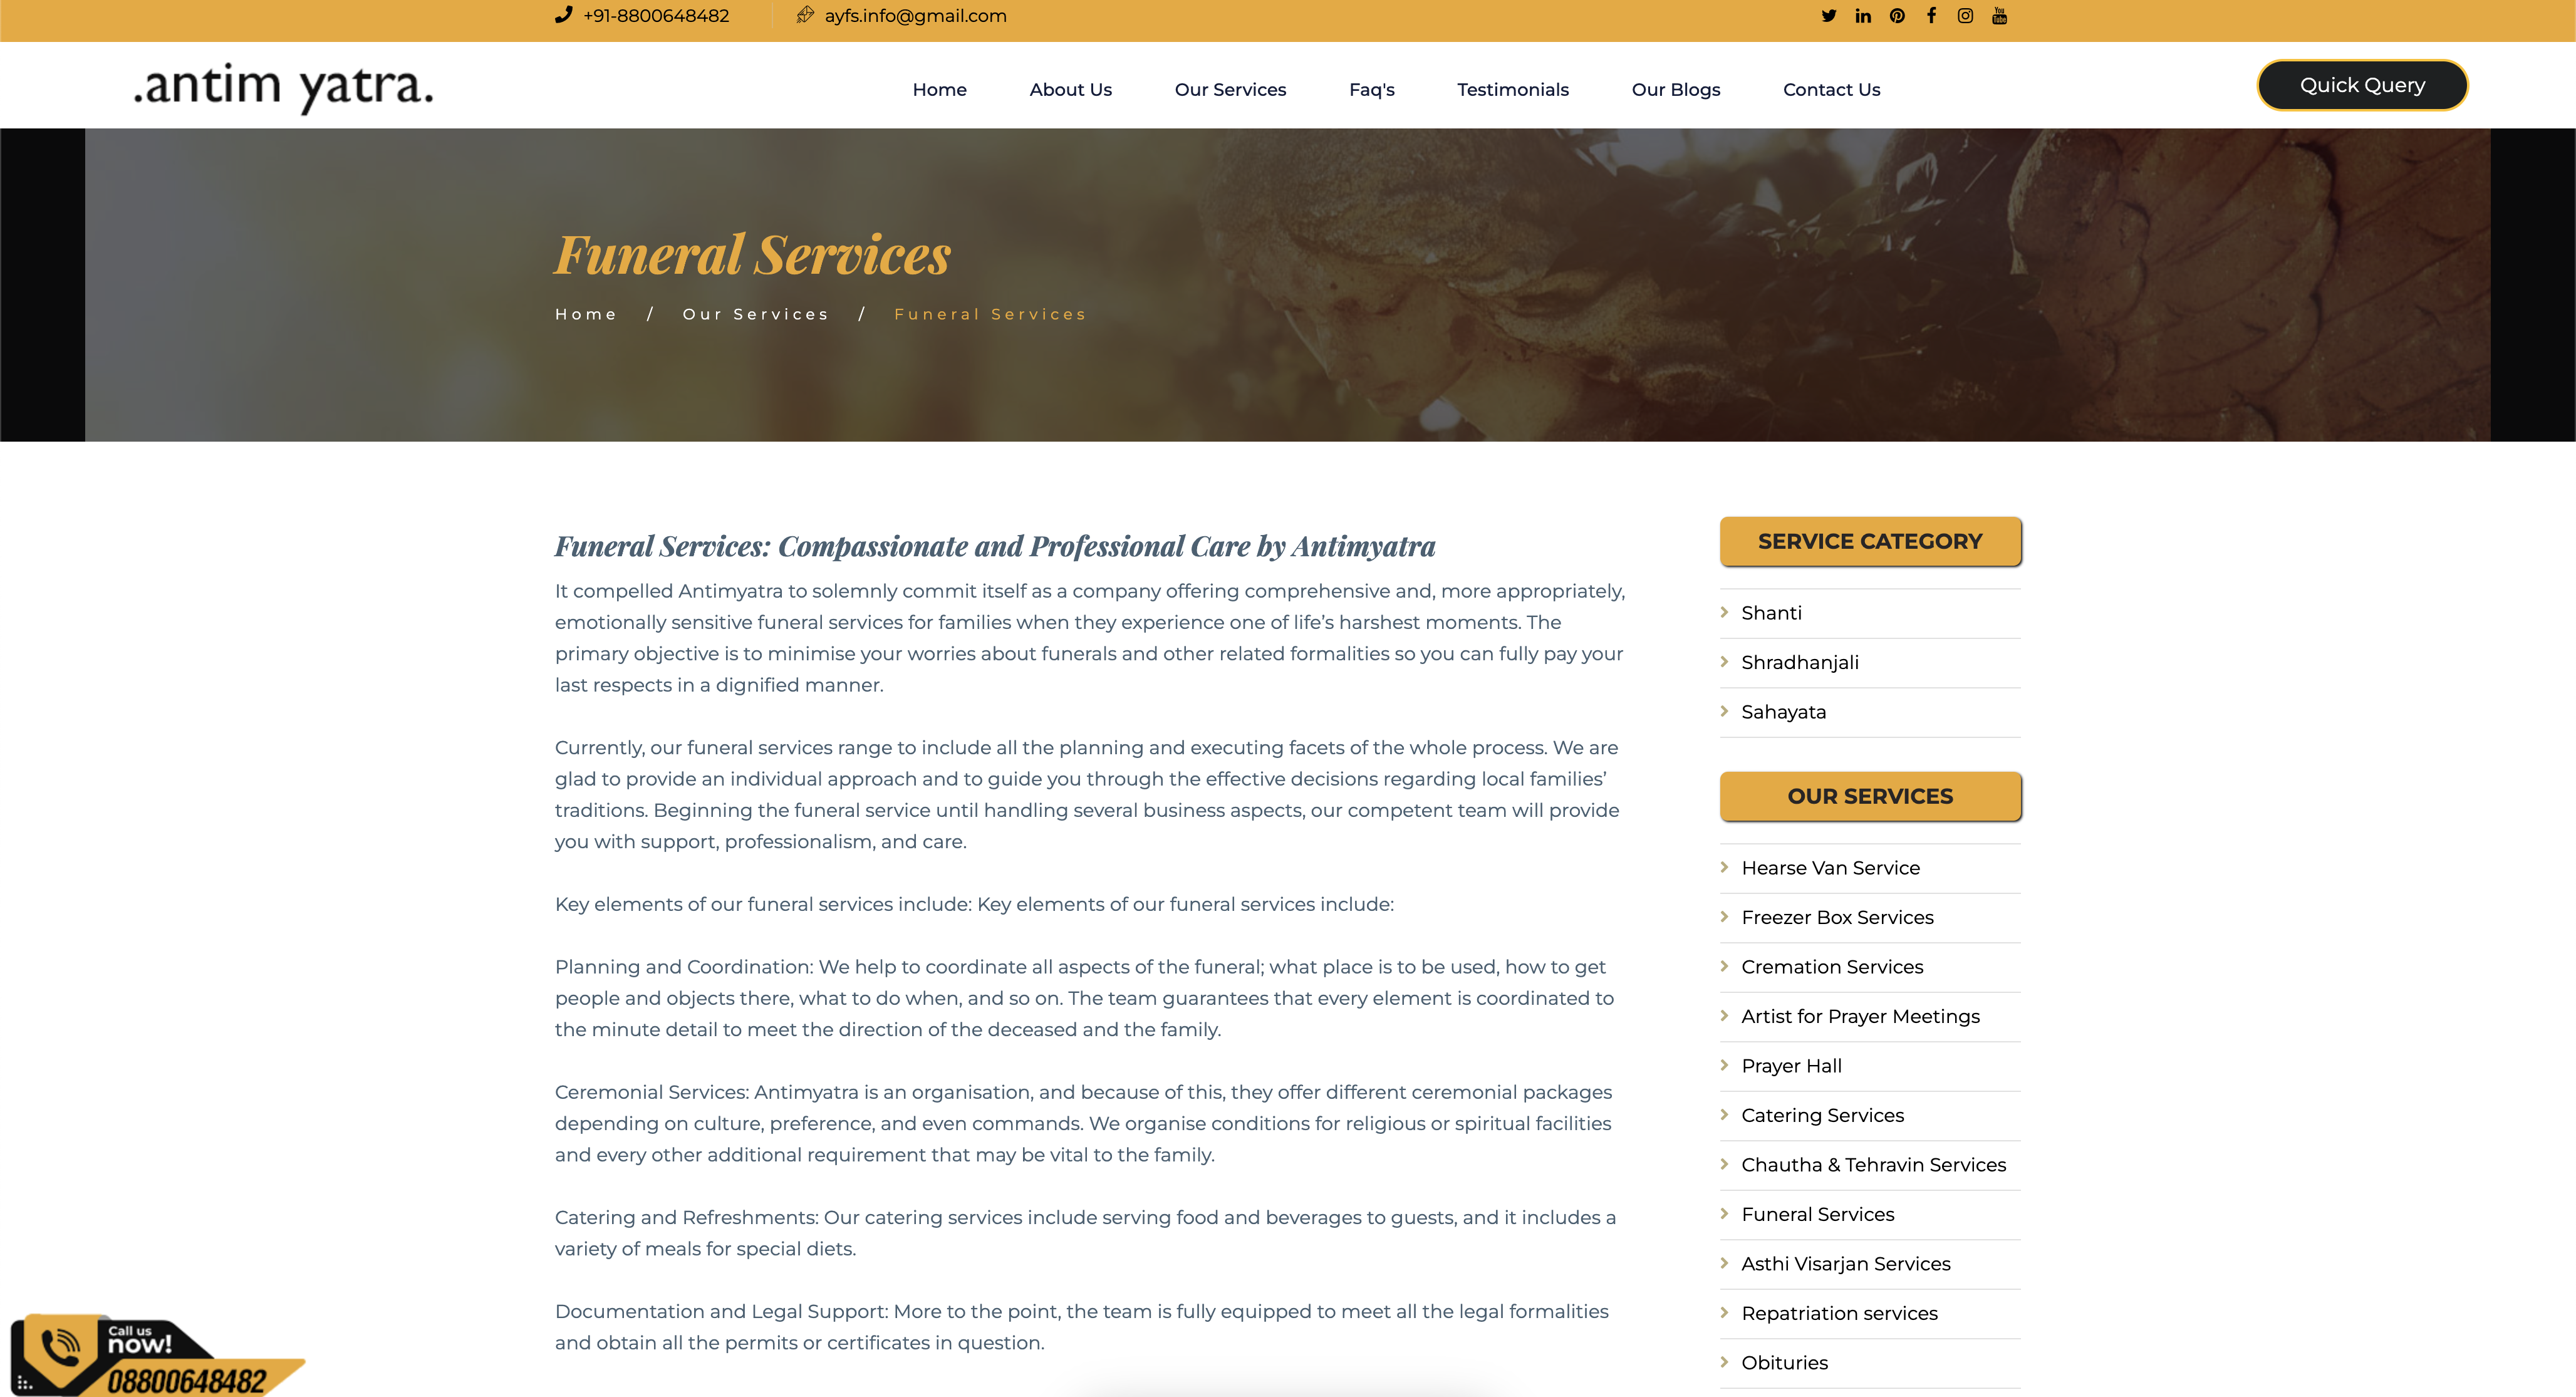 +91-8800648482
ayfs.info@gmail.com
You
Tube
.antim yatra.
Home
About Us
Our Services
Faq's
Testimonials
Our Blogs
Contact Us
Quick Query
Funeral Services
Home / Our Services / Funeral Services
Funeral Services: Compassionate and Professional Care by Antimyatra
It compelled Antimyatra to solemnly commit itself as a company offering comprehensive and, more appropriately,
emotionally sensitive funeral services for families when they experience one of life’s harshest moments. The
primary objective is to minimise your worries about funerals and other related formalities so you can fully pay your
last respects in a dignified manner.
Currently, our funeral services range to include all the planning and executing facets of the whole process. We are
glad to provide an individual approach and to guide you through the effective decisions regarding local families’
traditions. Beginning the funeral service until handling several business aspects, our competent team will provide
you with support, professionalism, and care.
Key elements of our funeral services include: Key elements of our funeral services include:
Planning and Coordination: We help to coordinate all aspects of the funeral; what place is to be used, how to get
people and objects there, what to do when, and so on. The team guarantees that every element is coordinated to
the minute detail to meet the direction of the deceased and the family.
Ceremonial Services: Antimyatra is an organisation, and because of this, they offer different ceremonial packages
depending on culture, preference, and even commands. We organise conditions for religious or spiritual facilities
and every other additional requirement that may be vital to the family.
Catering and Refreshments: Our catering services include serving food and beverages to guests, and it includes a
variety of meals for special diets.
Documentation and Legal Support: More to the point, the team is fully equipped to meet all the legal formalities
and obtain all the permits or certificates in question.
SERVICE CATEGORY
Shanti
Shradhanjali
Sahayata
OUR SERVICES
Hearse Van Service
Freezer Box Services
Cremation Services
Artist for Prayer Meetings
Prayer Hall
Catering Services
Chautha & Tehravin Services
Funeral Services
Asthi Visarjan Services
Repatriation services
Obituries
Call us
now!
08800648482